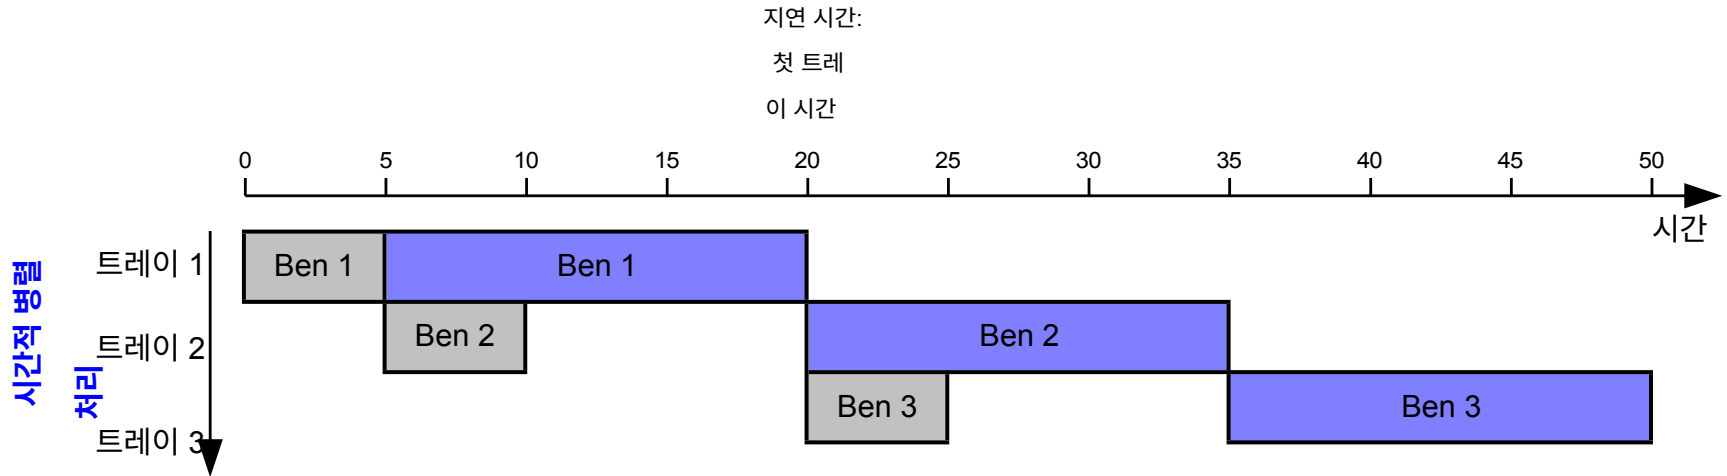 지연 시간:
첫 트레
이 시간
0 5 10 15 20 25 30 35 40 45 50
시간
시간적 병렬
처리
트레이 1
Ben 1 Ben 1
트레이 2
Ben 2 Ben 2
트레이 3
Ben 3 Ben 3